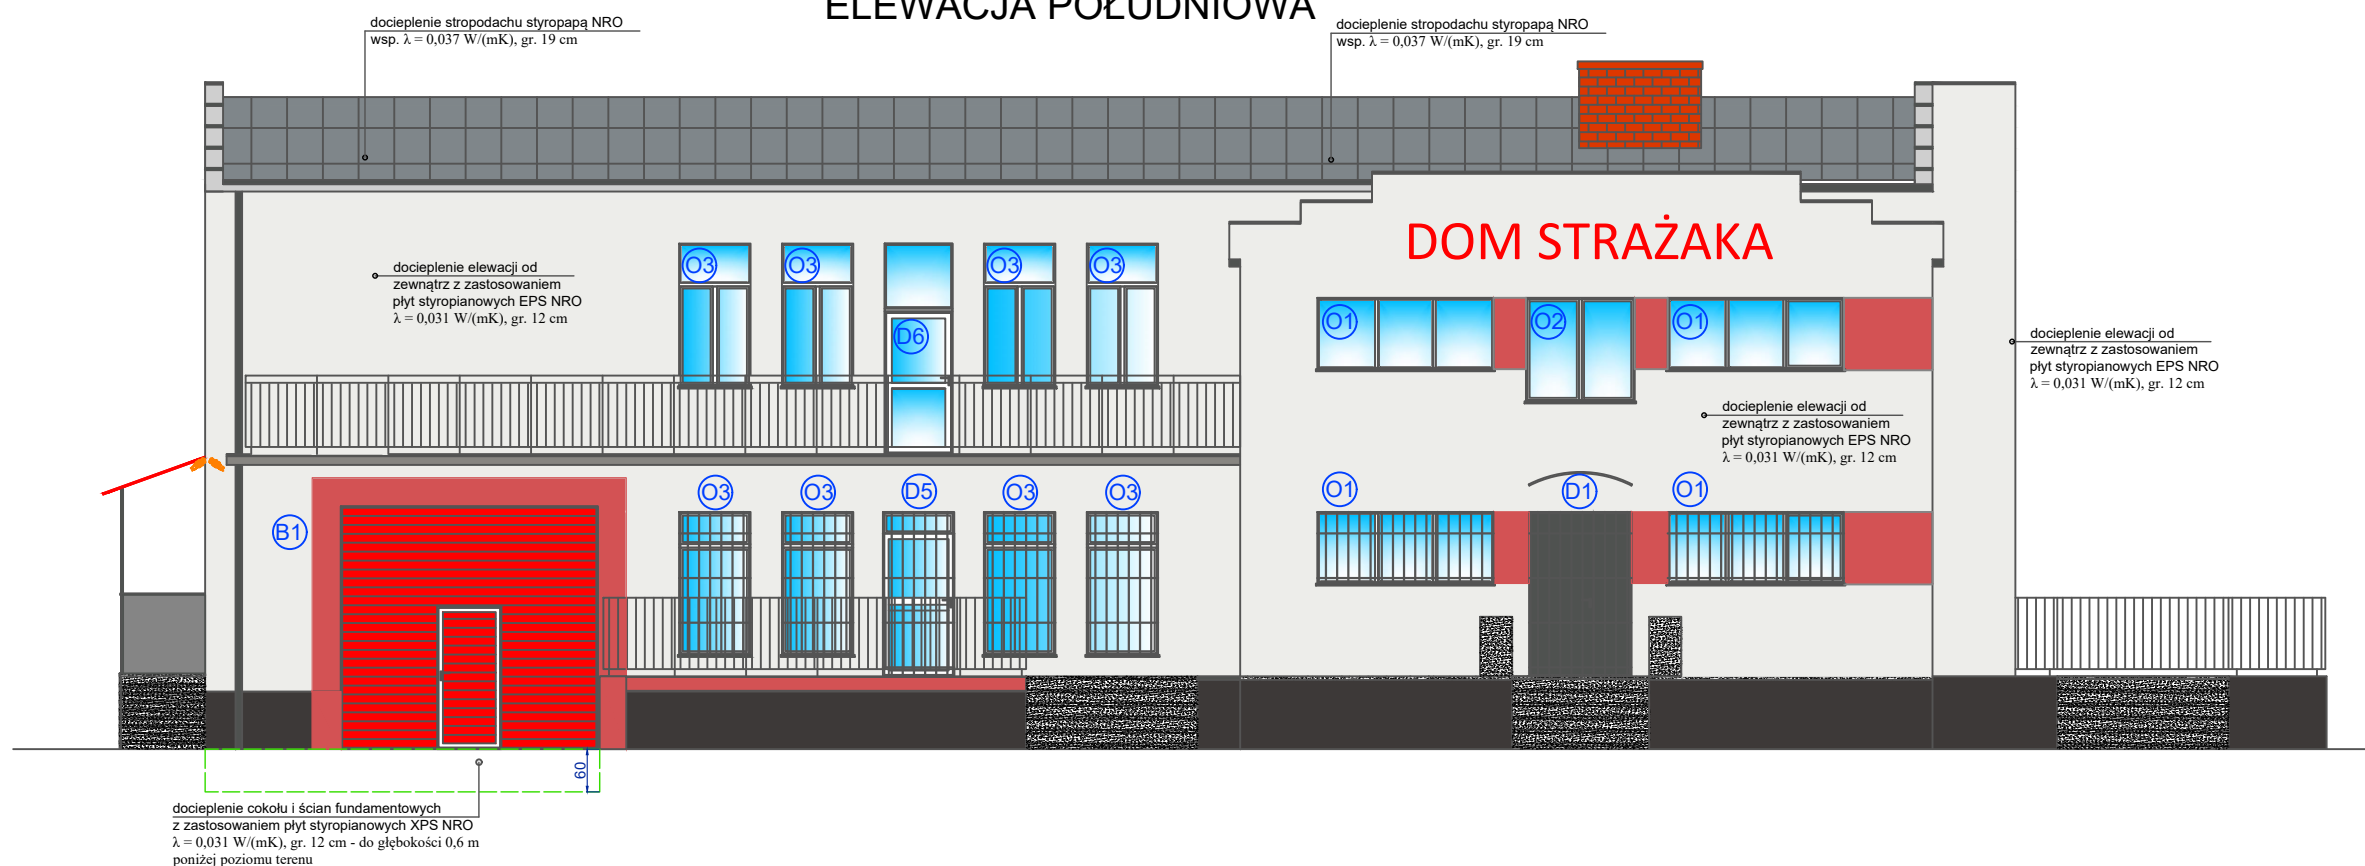 ELEWACJA POŁUDNIOWA
docieplenie stropodachu styropapą NRO
wsp. λ = 0,037 W/(mK), gr. 19 cm
docieplenie stropodachu styropapą NRO
wsp. λ = 0,037 W/(mK), gr. 19 cm
DOM STRAŻAKA
docieplenie elewacji od
zewnątrz z zastosowaniem
płyt styropianowych EPS NRO
λ = 0,031 W/(mK), gr. 12 cm
O3 O3 O3 O3
D6
O1 O2 O1
docieplenie elewacji od
zewnątrz z zastosowaniem
płyt styropianowych EPS NRO
λ = 0,031 W/(mK), gr. 12 cm
docieplenie elewacji od
zewnątrz z zastosowaniem
płyt styropianowych EPS NRO
λ = 0,031 W/(mK), gr. 12 cm
B1
O3 O3 D5 O3 O3 O1 D1 O1
60
docieplenie cokołu i ścian fundamentowych
z zastosowaniem płyt styropianowych XPS NRO
λ = 0,031 W/(mK), gr. 12 cm - do głębokości 0,6 m
poniżej poziomu terenu